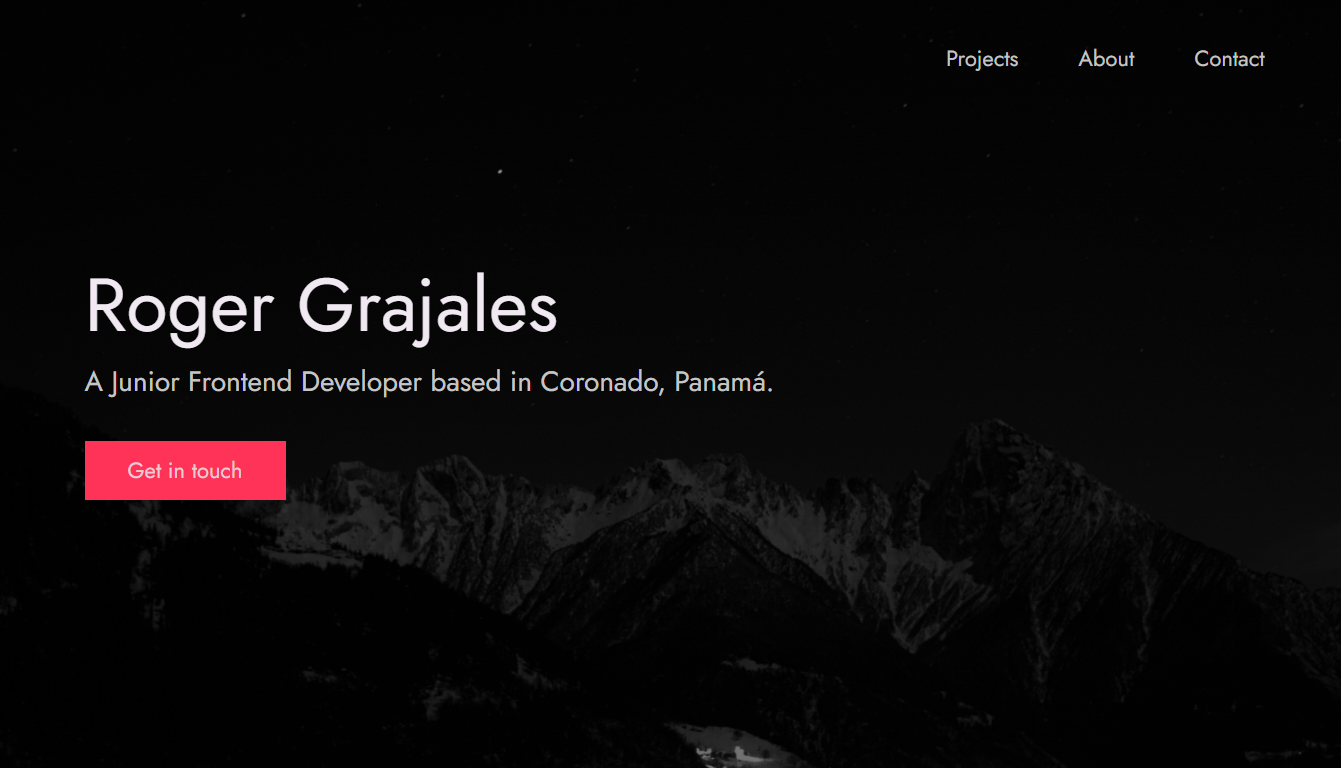 Projects About Contact
Roger Grajales
A Junior Frontend Developer based in Coronado, Panamá.
Get in touch